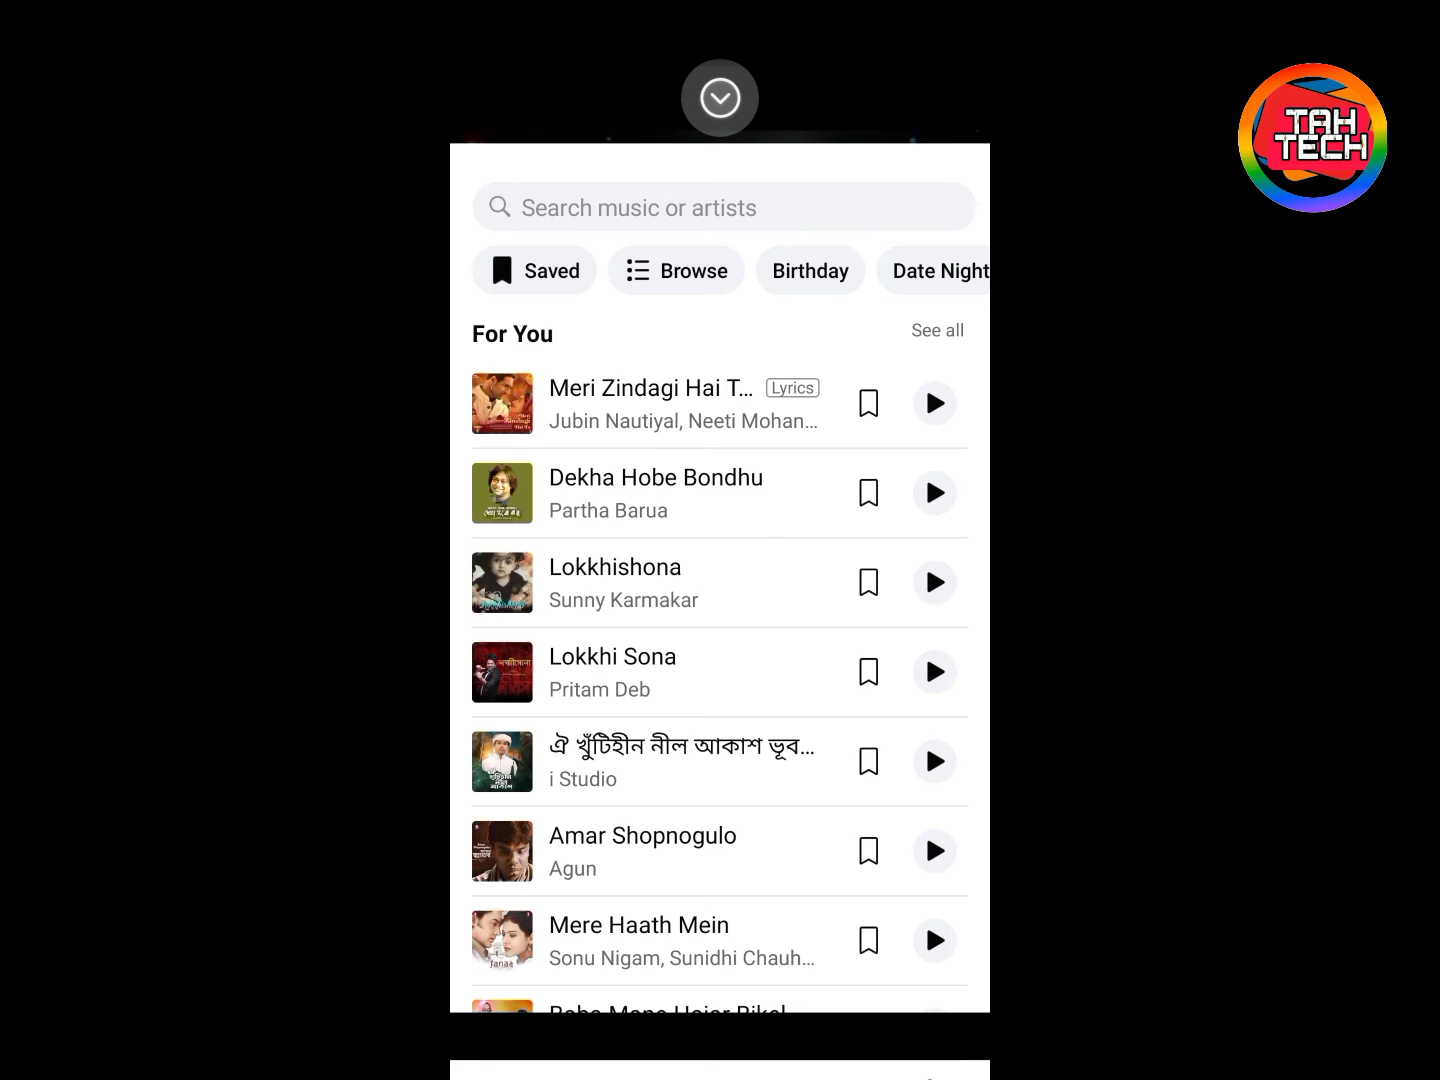 TAH
TECH
Search music or artists
Saved
Browse
Birthday
Date Night
For You
See all
Meri Zindagi Hai T... Lyrics
Jubin Nautiyal, Neeti Mohan...
Dekha Hobe Bondhu
Partha Barua
Lokkhishona
Sunny Karmakar
Lokkhi Sona
Pritam Deb
ঐ খুঁটিহীন নীল আকাশ ভূব...
i Studio
Amar Shopnogulo
Agun
Mere Haath Mein
Sonu Nigam, Sunidhi Chauh...
fanaa